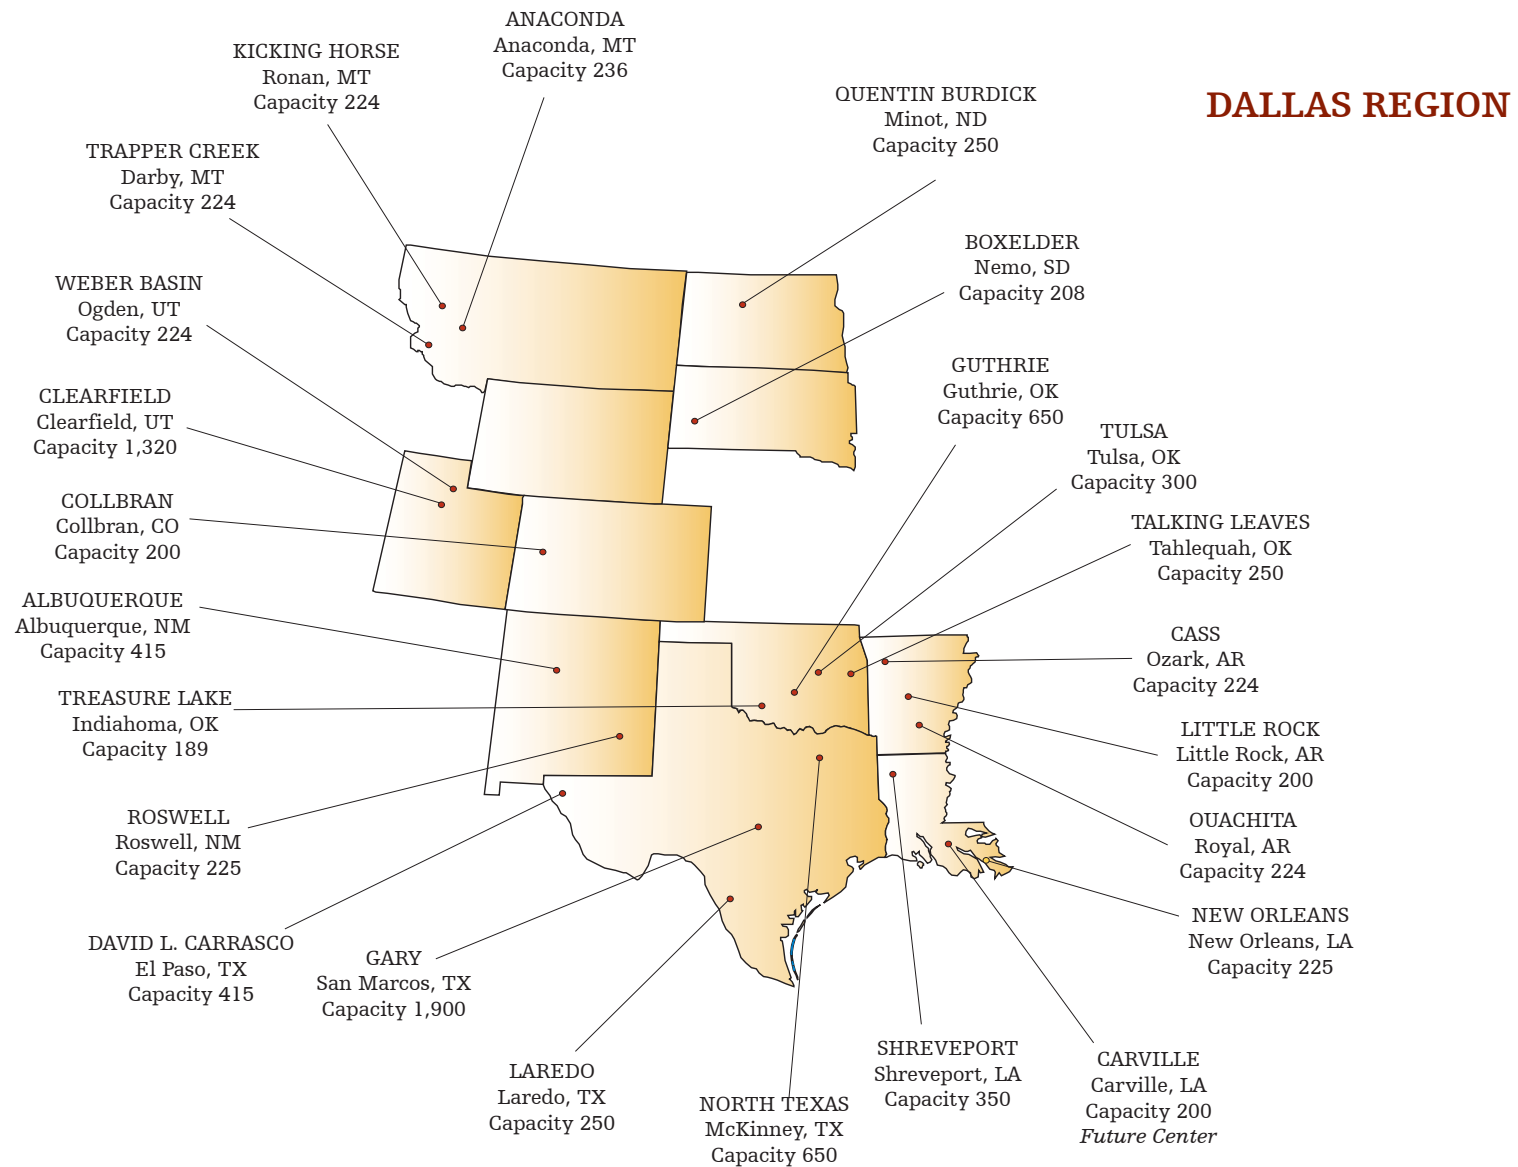 ANACONDA
Anaconda, MT
Capacity 236
KICKING HORSE
Ronan, MT
Capacity 224
QUENTIN BURDICK
Minot, ND
Capacity 250
DALLAS REGION
TRAPPER CREEK
Darby, MT
Capacity 224
BOXELDER
Nemo, SD
Capacity 208
WEBER BASIN
Ogden, UT
Capacity 224
GUTHRIE
Guthrie, OK
Capacity 650
CLEARFIELD
Clearfield, UT
Capacity 1,320
TULSA
Tulsa, OK
Capacity 300
COLLBRAN
Collbran, CO
Capacity 200
TALKING LEAVES
Tahlequah, OK
Capacity 250
ALBUQUERQUE
Albuquerque, NM
Capacity 415
CASS
Ozark, AR
Capacity 224
TREASURE LAKE
Indiahoma, OK
Capacity 189
LITTLE ROCK
Little Rock, AR
Capacity 200
ROSWELL
Roswell, NM
Capacity 225
OUACHITA
Royal, AR
Capacity 224
NEW ORLEANS
New Orleans, LA
Capacity 225
DAVID L. CARRASCO
El Paso, TX
Capacity 415
GARY
San Marcos, TX
Capacity 1,900
LAREDO
Laredo, TX
Capacity 250
NORTH TEXAS
McKinney, TX
Capacity 650
SHREVEPORT
Shreveport, LA
Capacity 350
CARVILLE
Carville, LA
Capacity 200
Future Center